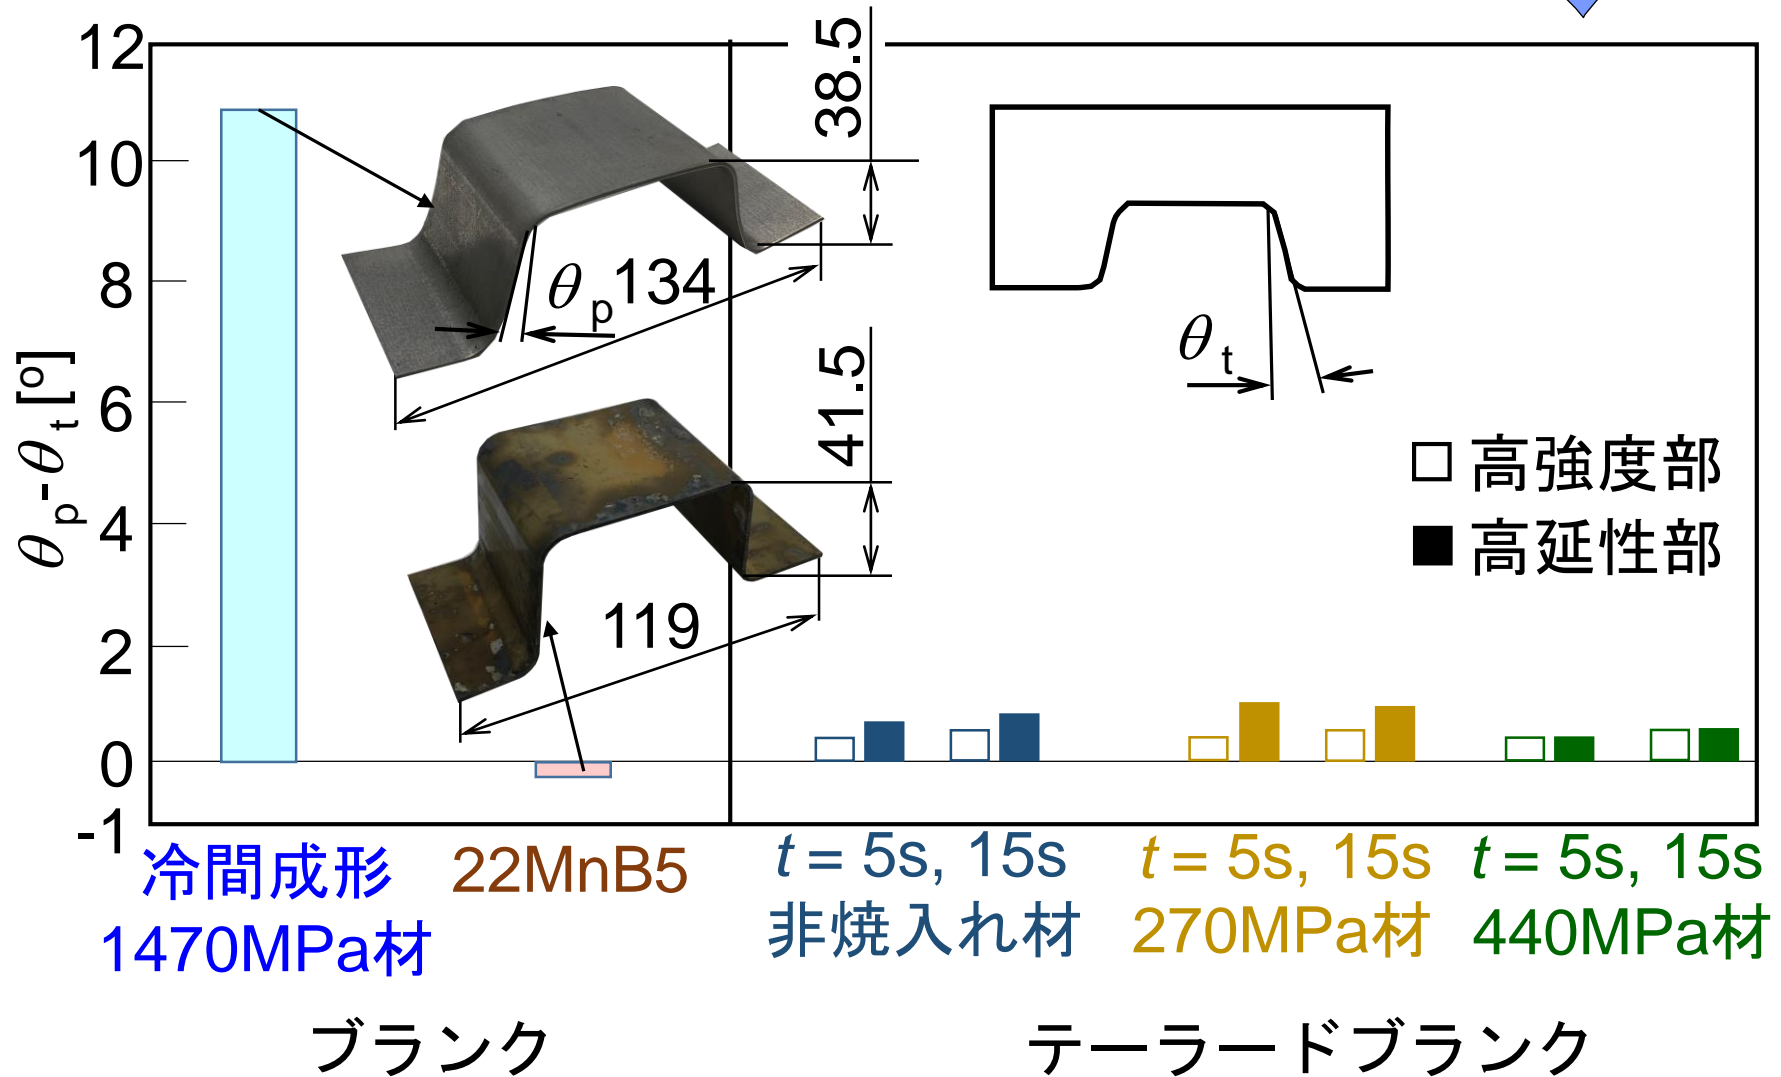 12
10
8
6
4
2
0
-1
θp-θt [º]
38.5
θp
134
41.5
119
θt
高強度部
高延性部
冷間成形
1470MPa材
22MnB5
t = 5s, 15s
非焼入れ材
t = 5s, 15s
270MPa材
t = 5s, 15s
440MPa材
ブランク
テーラードブランク